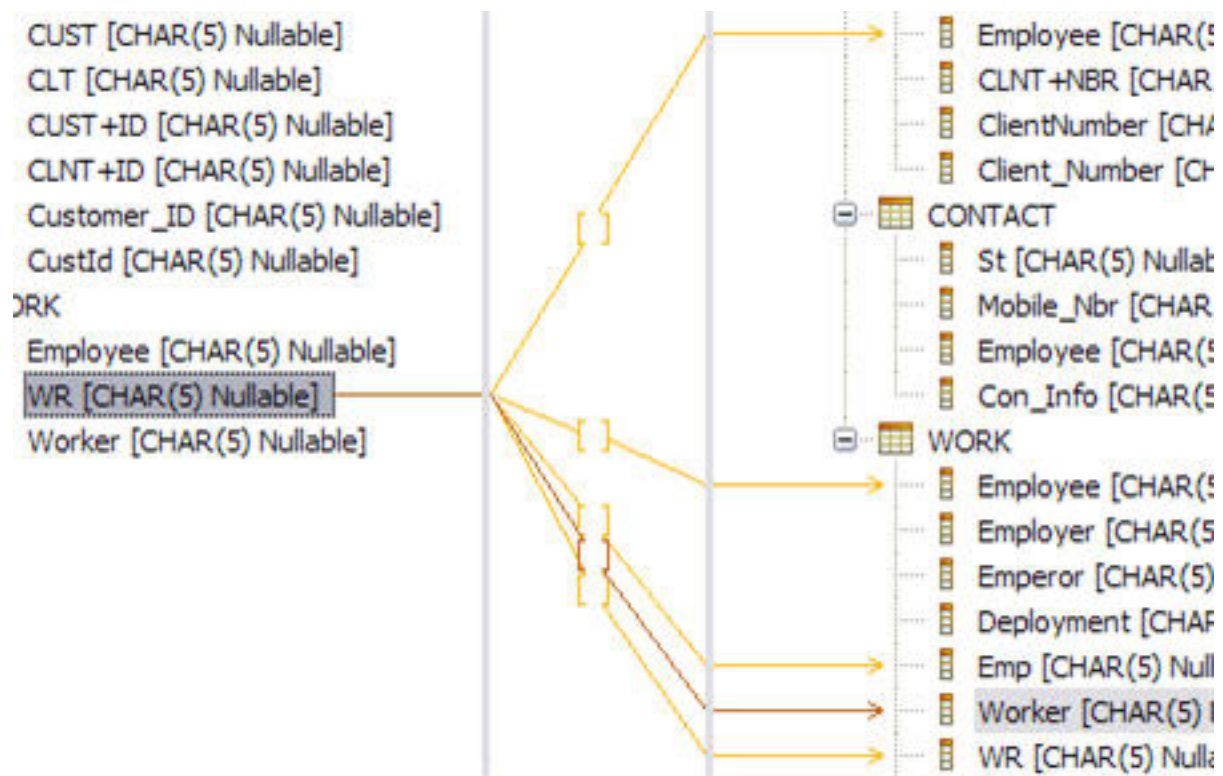 CUST [CHAR(5) Nullable]
CLT [CHAR(5) Nullable]
CUST+ID [CHAR(5) Nullable]
CLNT+ID [CHAR(5) Nullable]
Customer_ID [CHAR(5) Nullable]
CustId [CHAR(5) Nullable]
ORK
Employee [CHAR(5) Nullable]
WR [CHAR(5) Nullable]
Worker [CHAR(5) Nullable]
Employee [CHAR(5
CLNT+NBR [CHAR
ClientNumber [CHA
Client_Number [CH
CONTACT
St [CHAR(5) Nullab
Mobile_Nbr [CHAR
Employee [CHAR(5
Con_Info [CHAR(5
WORK
Employee [CHAR(5
Employer [CHAR(5
Emperor [CHAR(5)
Deployment [CHAR
Emp [CHAR(5) Null
Worker [CHAR(5)
WR [CHAR(5) Nulla